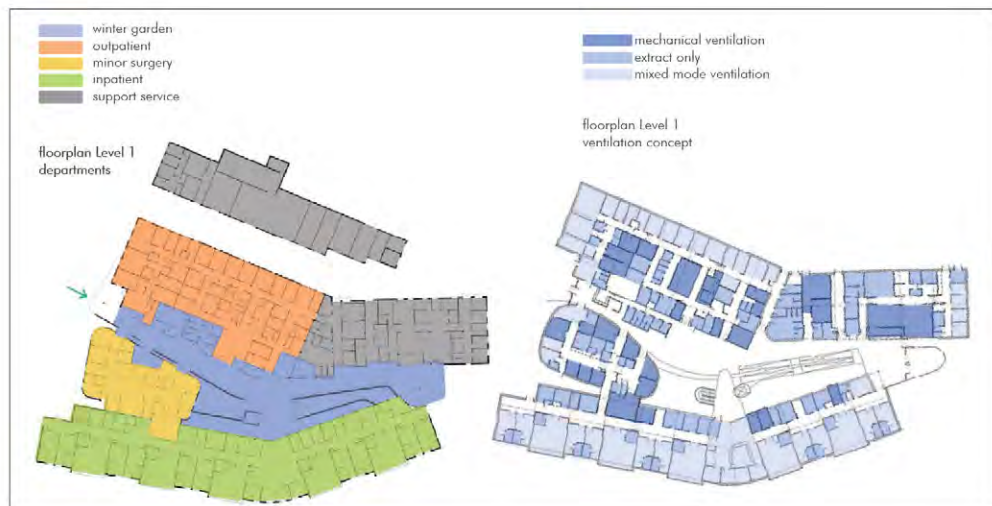 winter garden
outpatient
minor surgery
inpatient
support service
floorplan Level 1
departments
mechanical ventilation
extract only
mixed mode ventilation
floorplan Level 1
ventilation concept